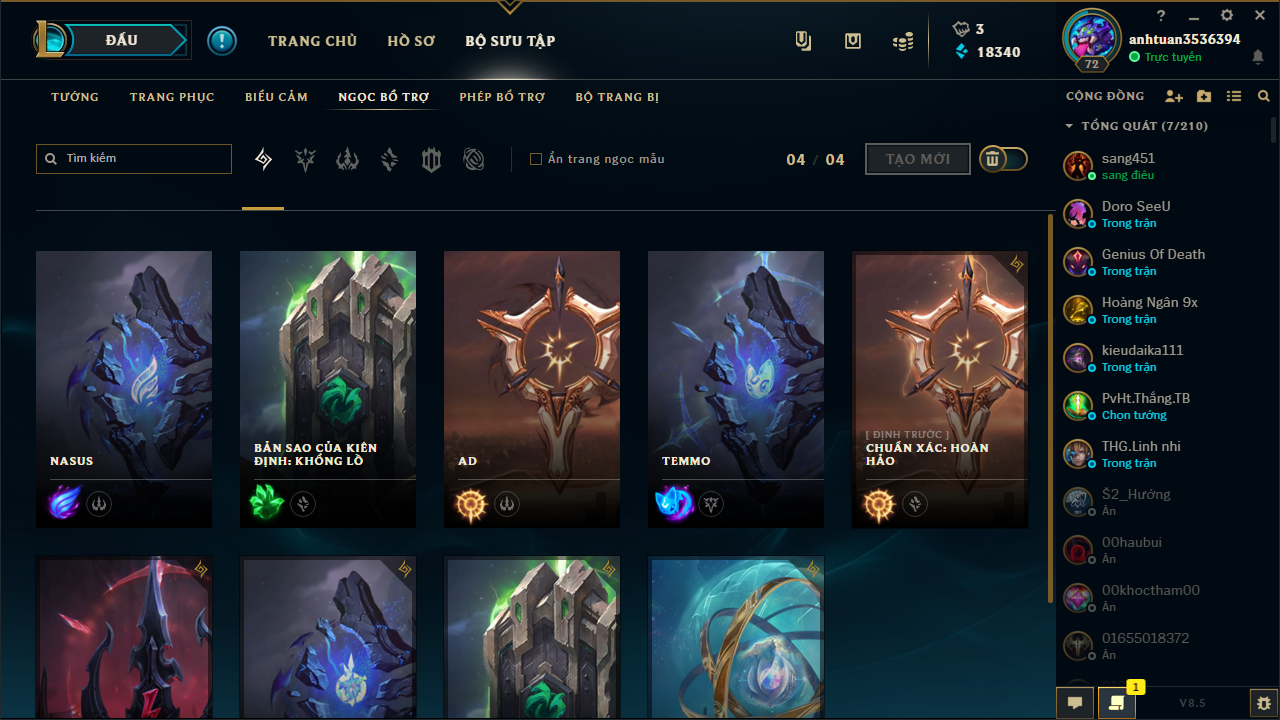 ĐẤU
TRANG CHỦ
HỒ SƠ
BỘ SƯU TẬP
3
18340
72
anhtuan3536394
Trực tuyến
TƯỚNG
TRANG PHỤC
BIỂU CẢM
NGỌC BỔ TRỢ
PHÉP BỔ TRỢ
BỘ TRANG BỊ
Tìm kiếm
Ẩn trang ngọc mẫu
04 / 04
TẠO MỚI
NASUS
BẢN SAO CỦA KIÊN
ĐỊNH: KHỔNG LỒ
AD
TEMMO
[ ĐỊNH TRƯỚC ]
CHUẨN XÁC: HOÀN
HẢO
CỘNG ĐỒNG
TỔNG QUÁT (7/210)
sang451
sang điêu
Doro SeeU
Trong trận
Genius Of Death
Trong trận
Hoàng Ngân 9x
Trong trận
kieudaika111
Trong trận
PvHt.Thắng.TB
Chọn tướng
THG.Linh nhi
Trong trận
Š2_Hướng
Ẩn
00haubui
Ẩn
00khoctham00
Ẩn
01655018372
Ẩn
1
V8.5